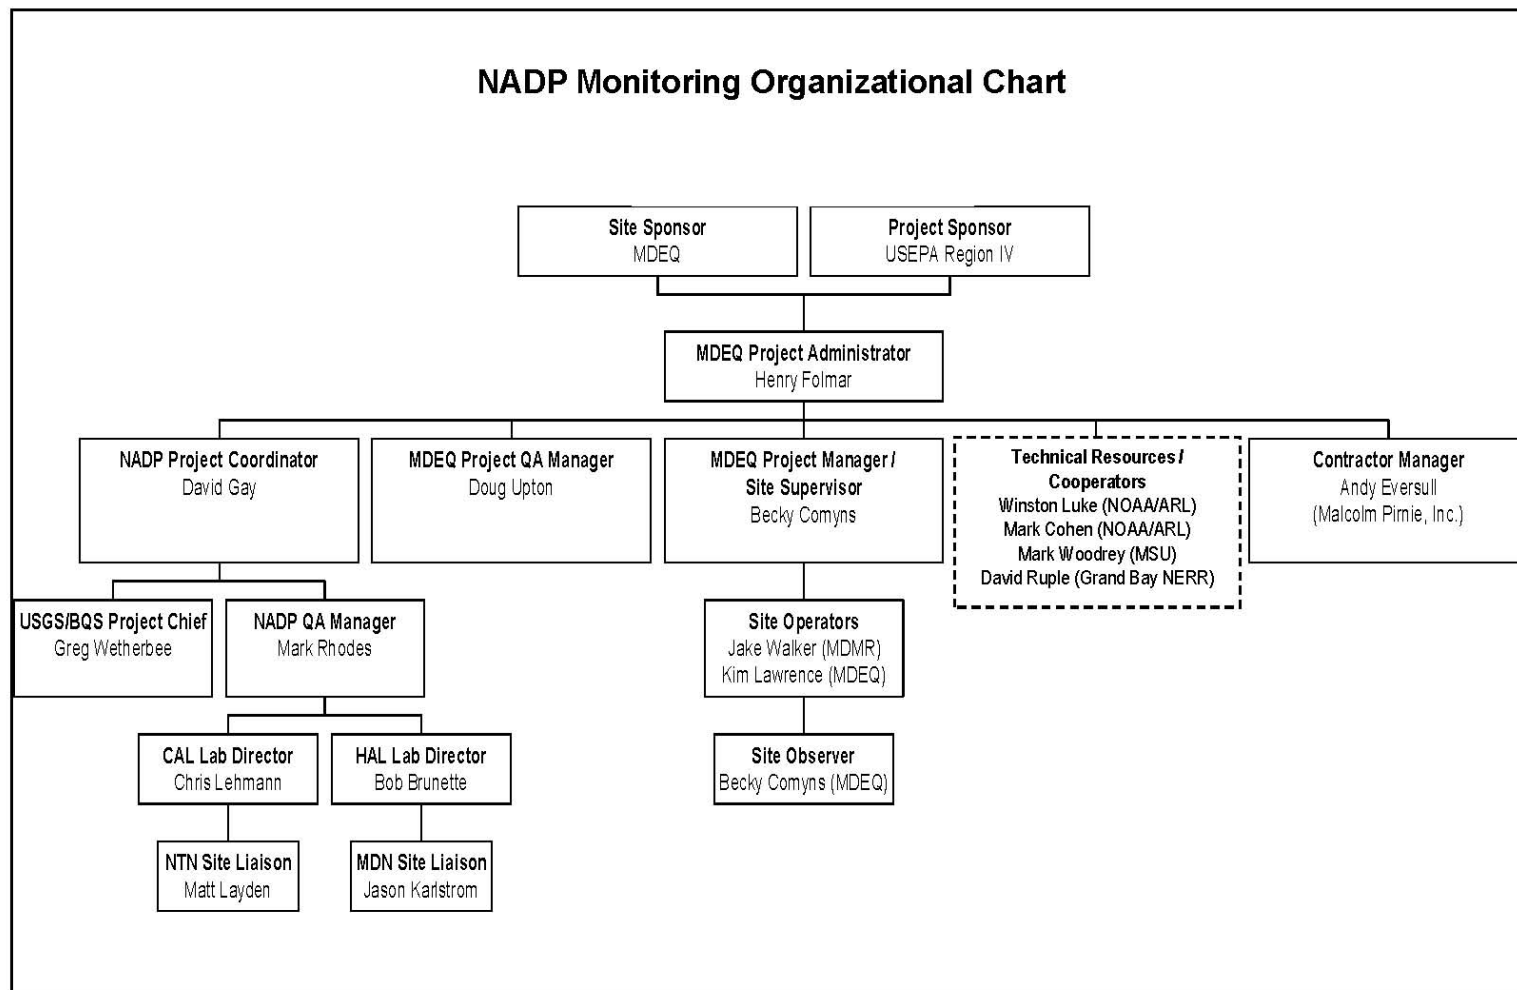 NADP Monitoring Organizational Chart
Site Sponsor
MDEQ
Project Sponsor
USEPA Region IV
MDEQ Project Administrator
Henry Folmar
NADP Project Coordinator
David Gay
MDEQ Project QA Manager
Doug Upton
MDEQ Project Manager /
Site Supervisor
Becky Comyns
Technical Resources /
Cooperators
Winston Luke (NOAA/ARL)
Mark Cohen (NOAA/ARL)
Mark Woodrey (MSU)
David Ruple (Grand Bay NERR)
Contractor Manager
Andy Eversull
(Malcolm Pirnie, Inc.)
USGS/BQS Project Chief
Greg Wetherbee
NADP QA Manager
Mark Rhodes
Site Operators
Jake Walker (MDMR)
Kim Lawrence (MDEQ)
CAL Lab Director
Chris Lehmann
HAL Lab Director
Bob Brunette
Site Observer
Becky Comyns (MDEQ)
NTN Site Liaison
Matt Layden
MDN Site Liaison
Jason Karlstrom